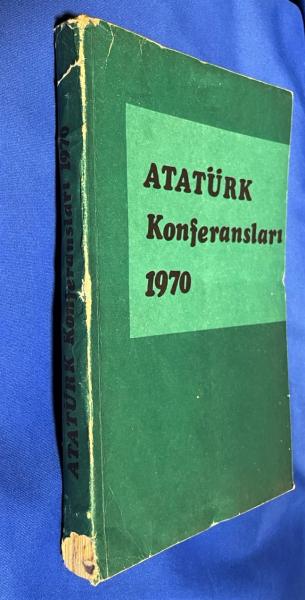 ATATÜRK
Konferansları
1970
ATATÜRK Konferansları 1970